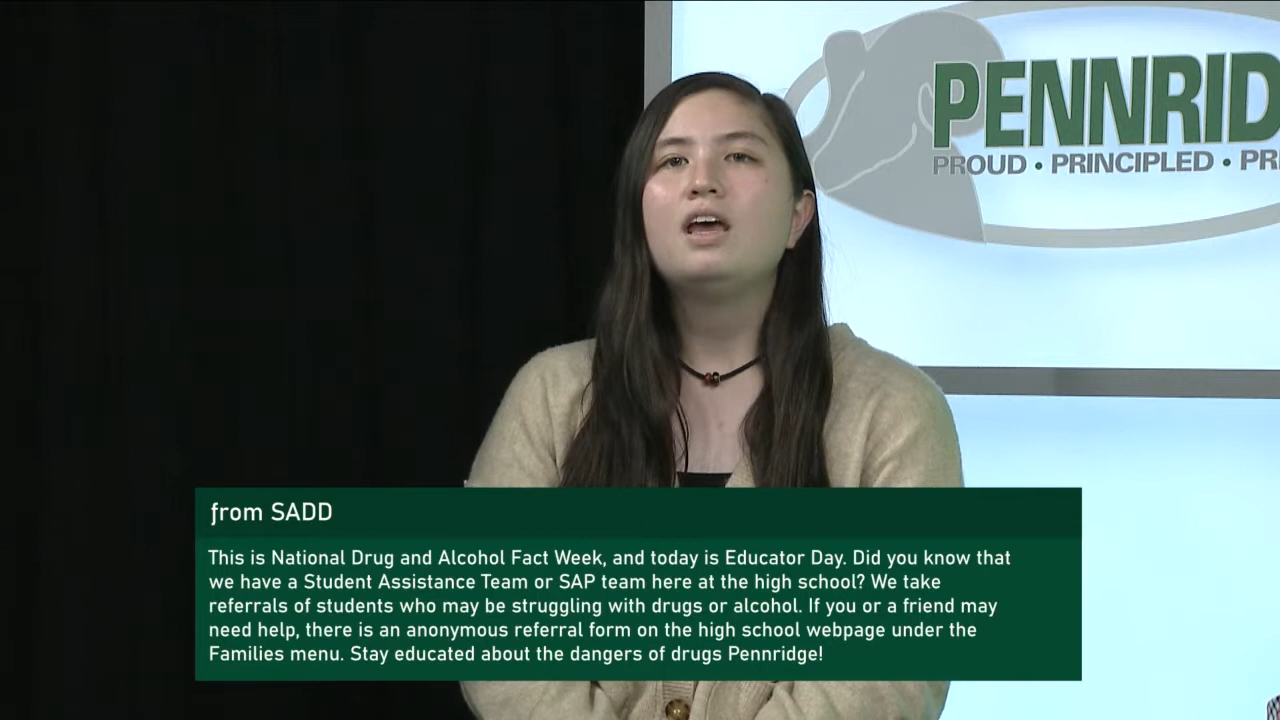 PENNRID
PROUD • PRINCIPLED • PR
from SADD
This is National Drug and Alcohol Fact Week, and today is Educator Day. Did you know that
we have a Student Assistance Team or SAP team here at the high school? We take
referrals of students who may be struggling with drugs or alcohol. If you or a friend may
need help, there is an anonymous referral form on the high school webpage under the
Families menu. Stay educated about the dangers of drugs Pennridge!